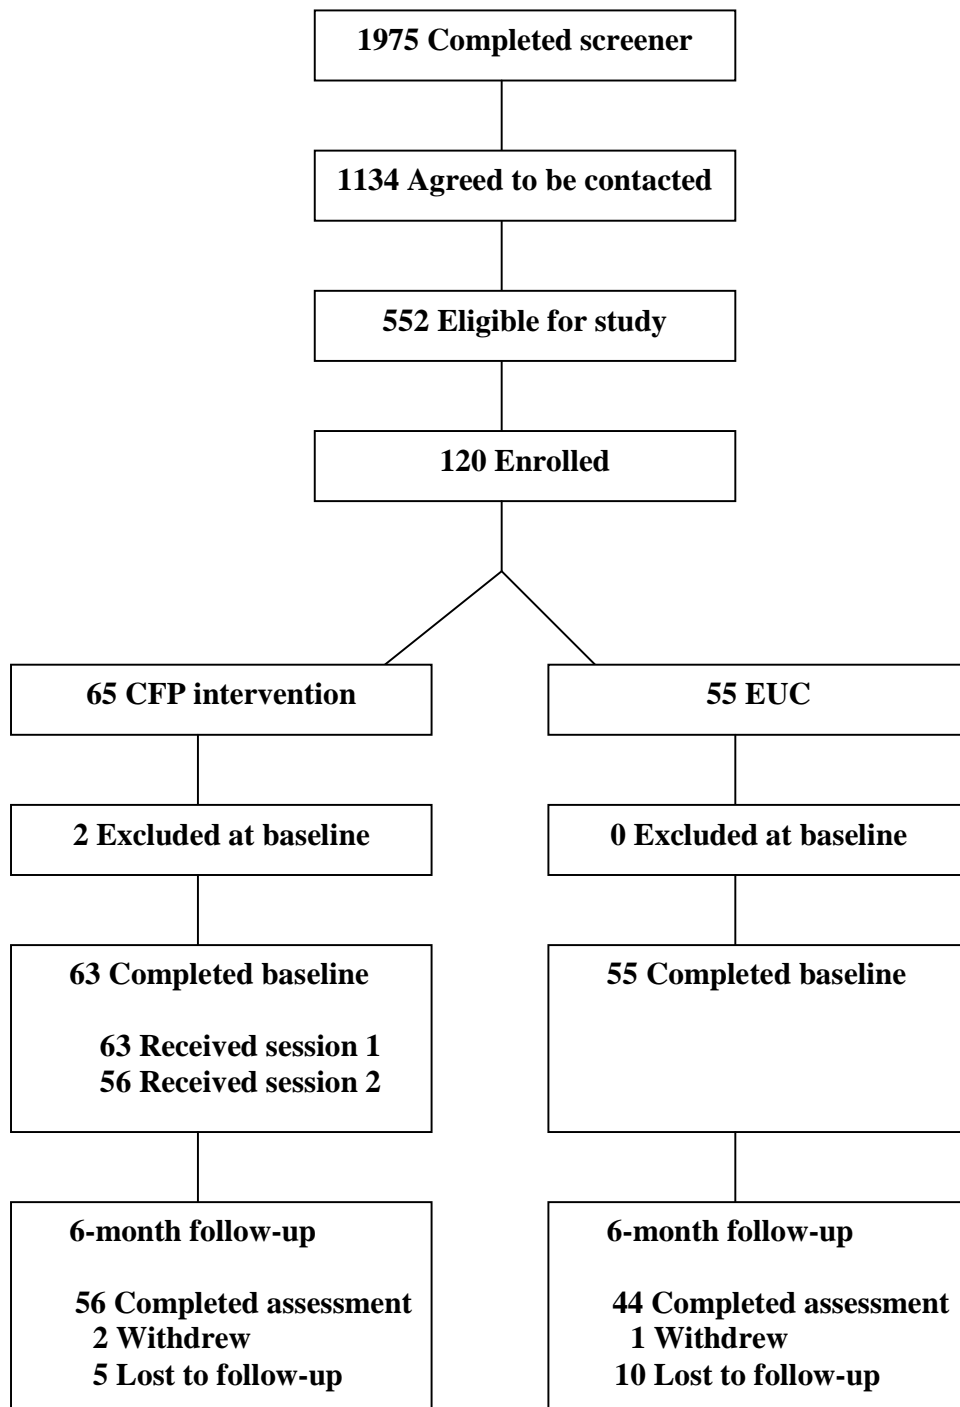 1975 Completed screener
1134 Agreed to be contacted
552 Eligible for study
120 Enrolled
65 CFP intervention
55 EUC
2 Excluded at baseline
0 Excluded at baseline
63 Completed baseline
63 Received session 1
56 Received session 2
55 Completed baseline
6-month follow-up
56 Completed assessment
2 Withdrew
5 Lost to follow-up
6-month follow-up
44 Completed assessment
1 Withdrew
10 Lost to follow-up